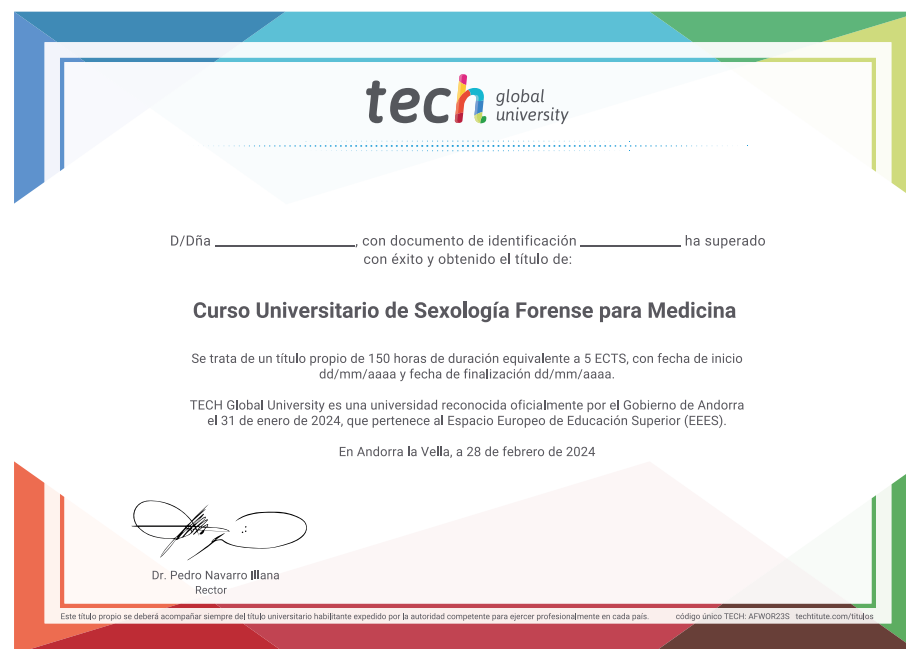 tech global university
D/Dña ____________________, con documento de identificación ______________ ha superado
con éxito y obtenido el título de:
Curso Universitario de Sexología Forense para Medicina
Se trata de un título propio de 150 horas de duración equivalente a 5 ECTS, con fecha de inicio
dd/mm/aaaa y fecha de finalización dd/mm/aaaa.
TECH Global University es una universidad reconocida oficialmente por el Gobierno de Andorra
el 31 de enero de 2024, que pertenece al Espacio Europeo de Educación Superior (EEES).
En Andorra la Vella, a 28 de febrero de 2024
Dr. Pedro Navarro Illana
Rector
Este título propio se deberá acompañar siempre del título universitario habilitante expedido por la autoridad competente para ejercer profesionalmente en cada país. código único TECH: AFWOR23S techtitute.com/titulos